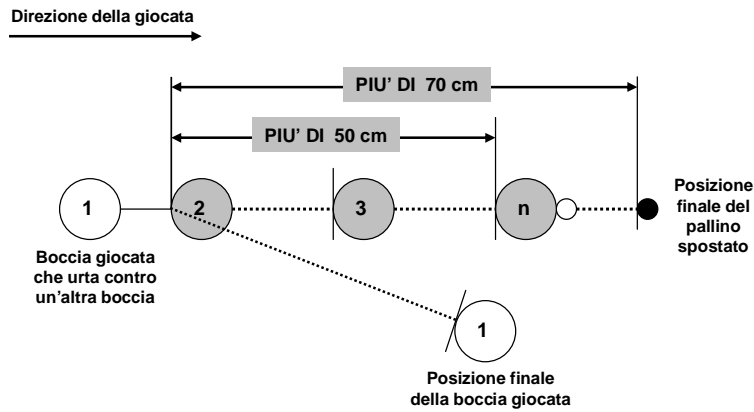 Direzione della giocata
PIU' DI 70 cm
PIU' DI 50 cm
1
2
3
n
Posizione
finale del
pallino
spostato
Boccia giocata
che urta contro
un'altra boccia
1
Posizione finale
della boccia giocata